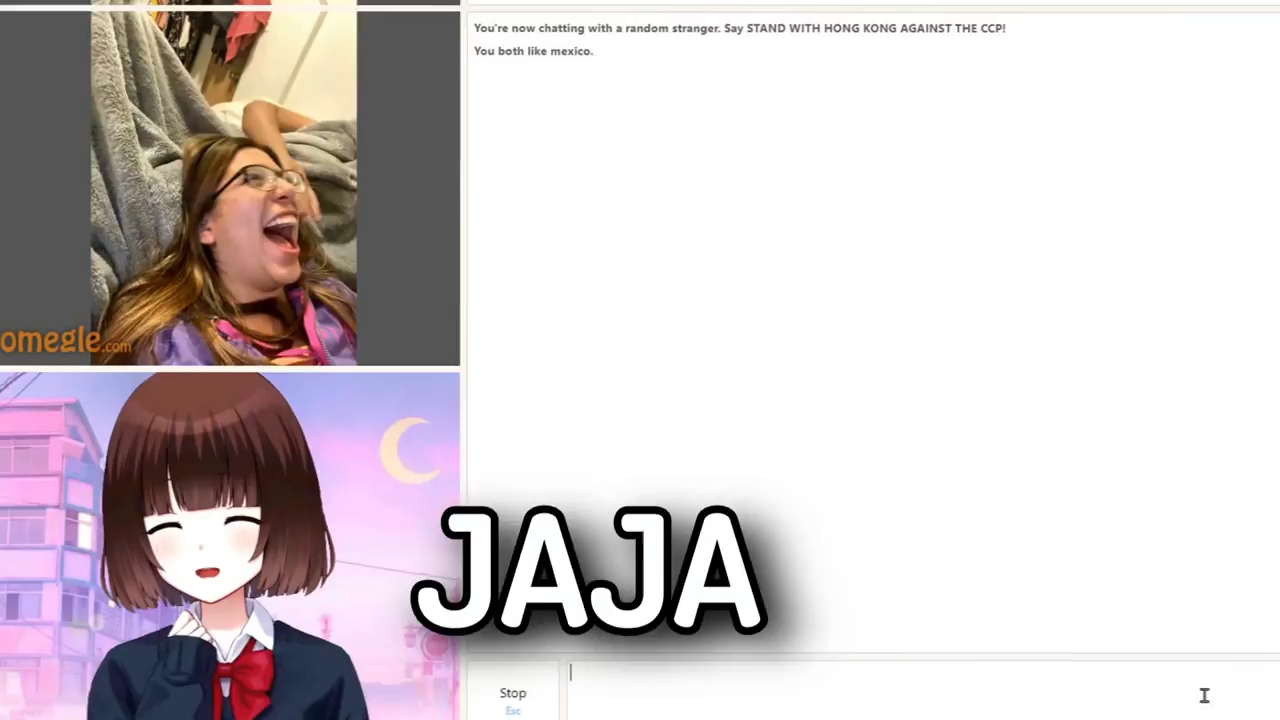 You're now chatting with a random stranger. Say STAND WITH HONG KONG AGAINST THE CCP!
You both like mexico.
omegle.com
JAJA
Stop
Esc